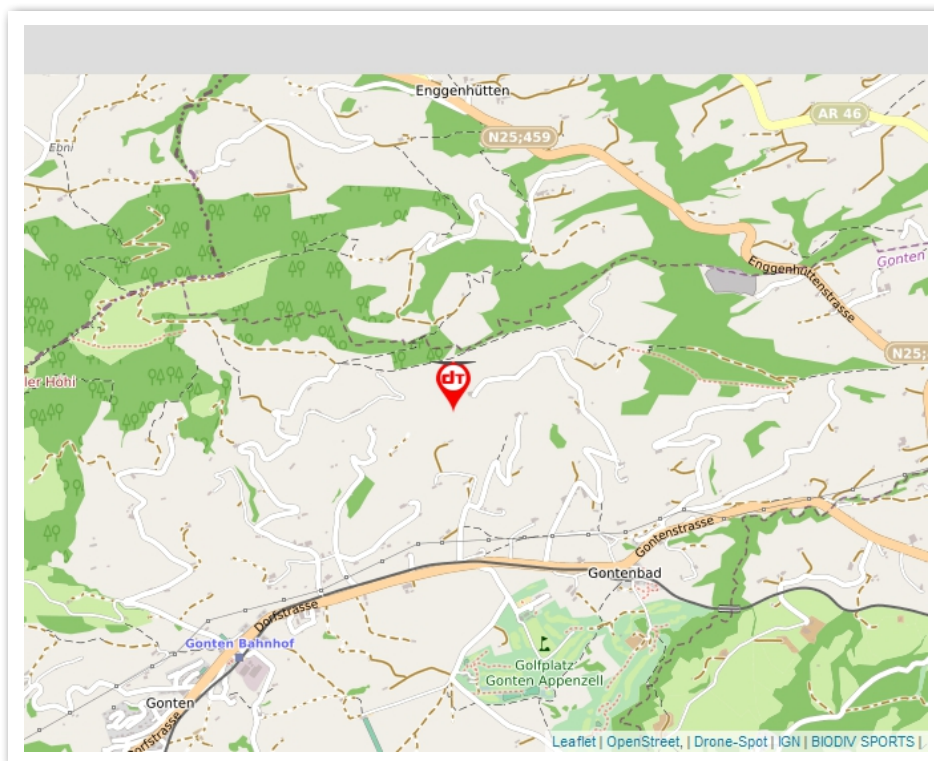 Enggenhütten
AR 46
N25;459
Ebni
Gonten
Enggenhüttenstrasse
N25;
ler Höhi
dT
Gontenstrasse
Gontenbad
Dorfstrasse
Gonten Bahnhof
Golfplatz
Gonten Appenzell
Gonten
Dorfstrasse
Leaflet | OpenStreet, | Drone-Spot | IGN | BIODIV SPORTS |